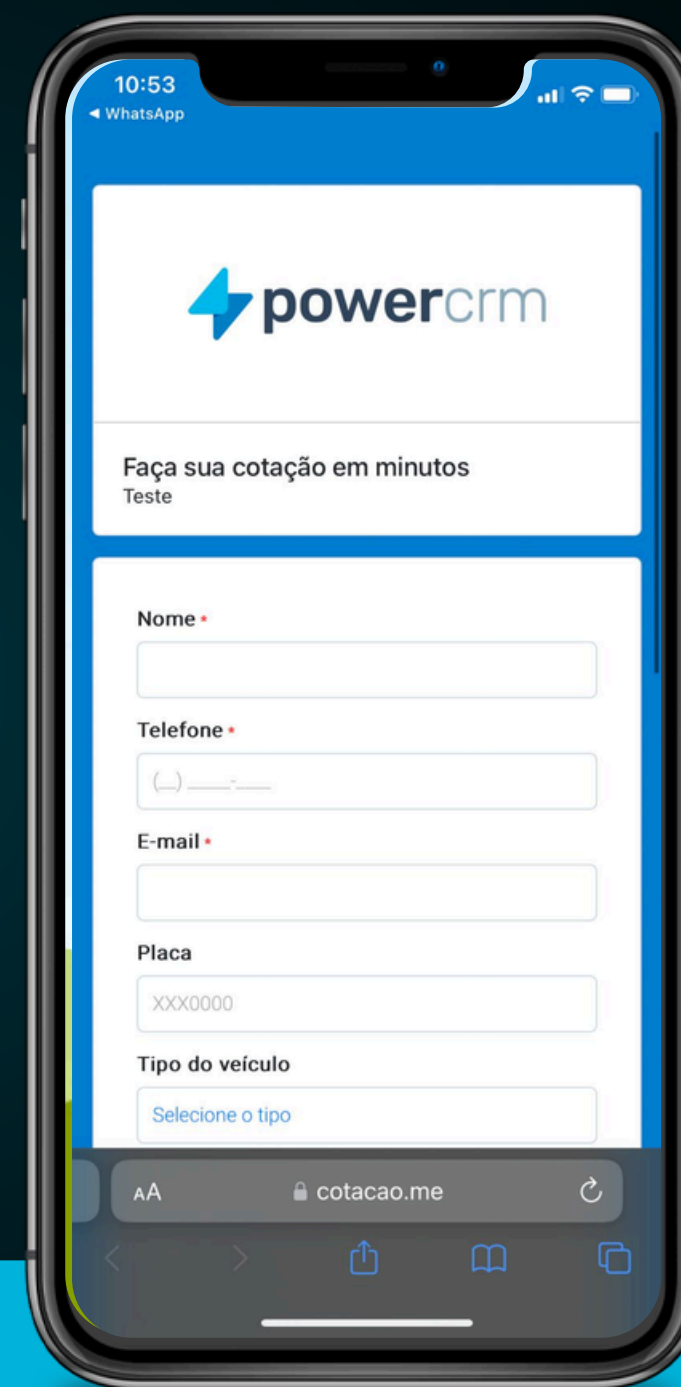 10:53
◀ WhatsApp
powercrm
Faça sua cotação em minutos
Teste
Nome *
Telefone *
(__) ____-____
E-mail *
Placa
XXX0000
Tipo do veículo
Selecione o tipo
AA cotacao.me